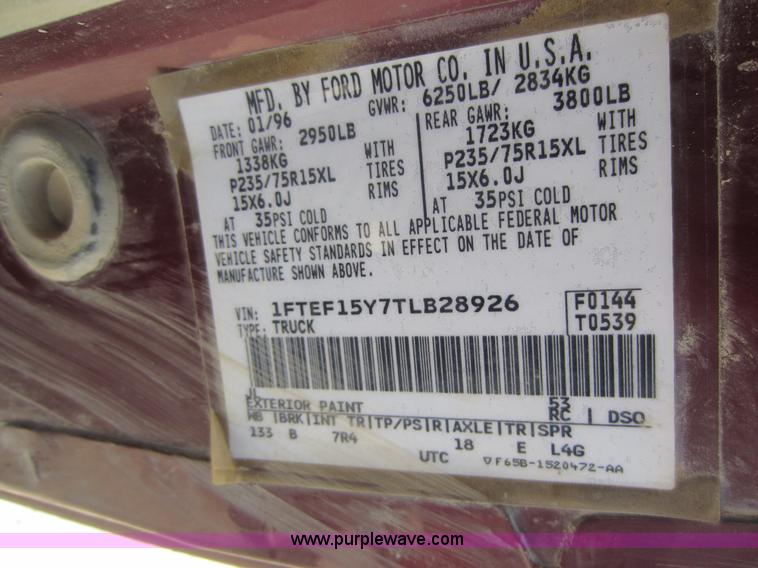 MFD. BY FORD MOTOR CO. IN U.S.A.
DATE: 01/96 GVWR: 6250LB/ 2834KG
FRONT GAWR: 2950LB REAR GAWR: 3800LB
1338KG WITH 1723KG WITH
P235/75R15XL TIRES P235/75R15XL TIRES
15X6.0J RIMS 15X6.0J RIMS
AT 35PSI COLD AT 35PSI COLD
THIS VEHICLE CONFORMS TO ALL APPLICABLE FEDERAL MOTOR
VEHICLE SAFETY STANDARDS IN EFFECT ON THE DATE OF
MANUFACTURE SHOWN ABOVE.
VIN: 1FTEF15Y7TLB28926 F0144
TYPE: TRUCK T0539
JL 53
EXTERIOR PAINT RC | DSO
WB |BRK|INT TR|TP/PS|R|AXLE|TR|SPR
133 B 7R4 18 E L4G
UTC ▽F65B-1520472-AA
www.purplewave.com